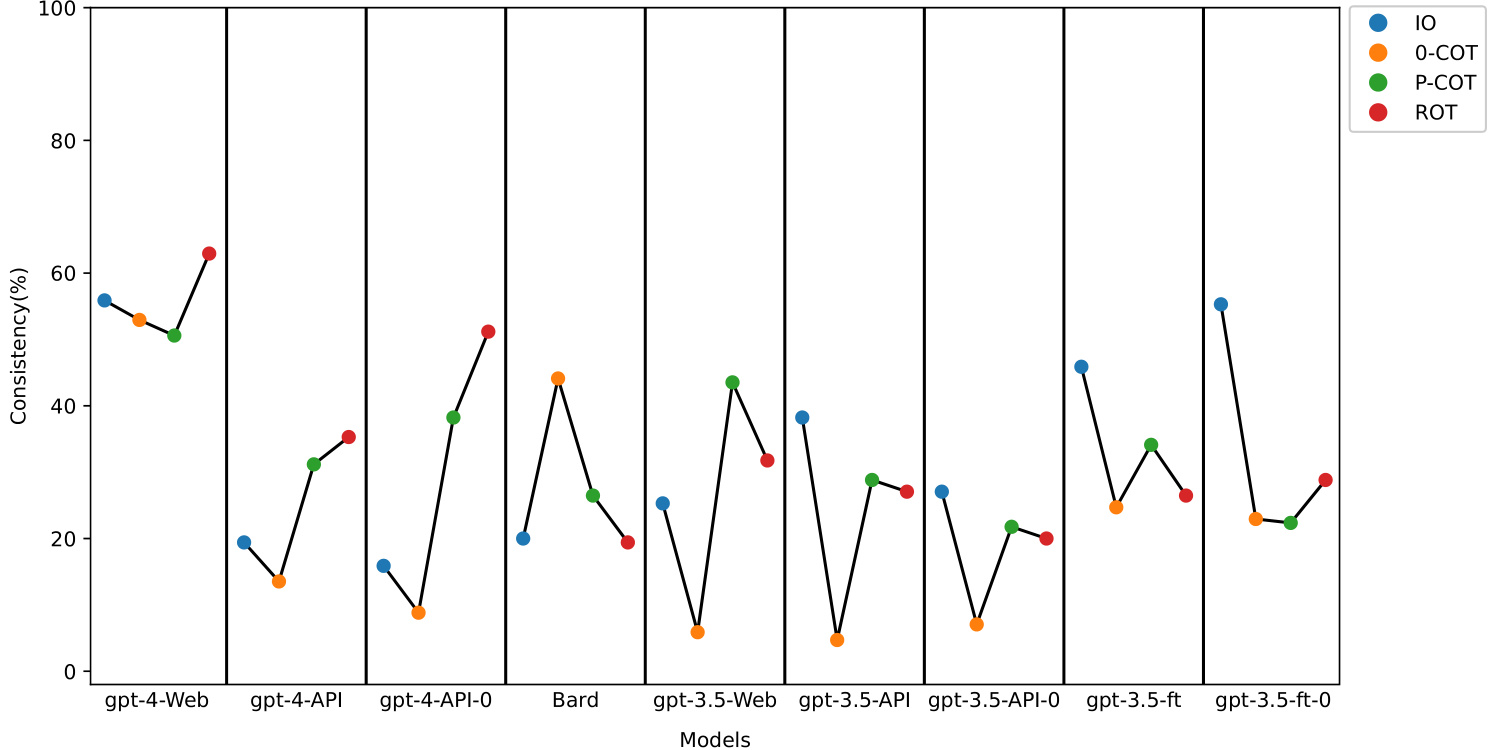 100
80
60
40
20
0
Consistency(%)
gpt-4-Web
gpt-4-API
gpt-4-API-0
Bard
gpt-3.5-Web
gpt-3.5-API
gpt-3.5-API-0
gpt-3.5-ft
gpt-3.5-ft-0
Models
IO
0-COT
P-COT
ROT